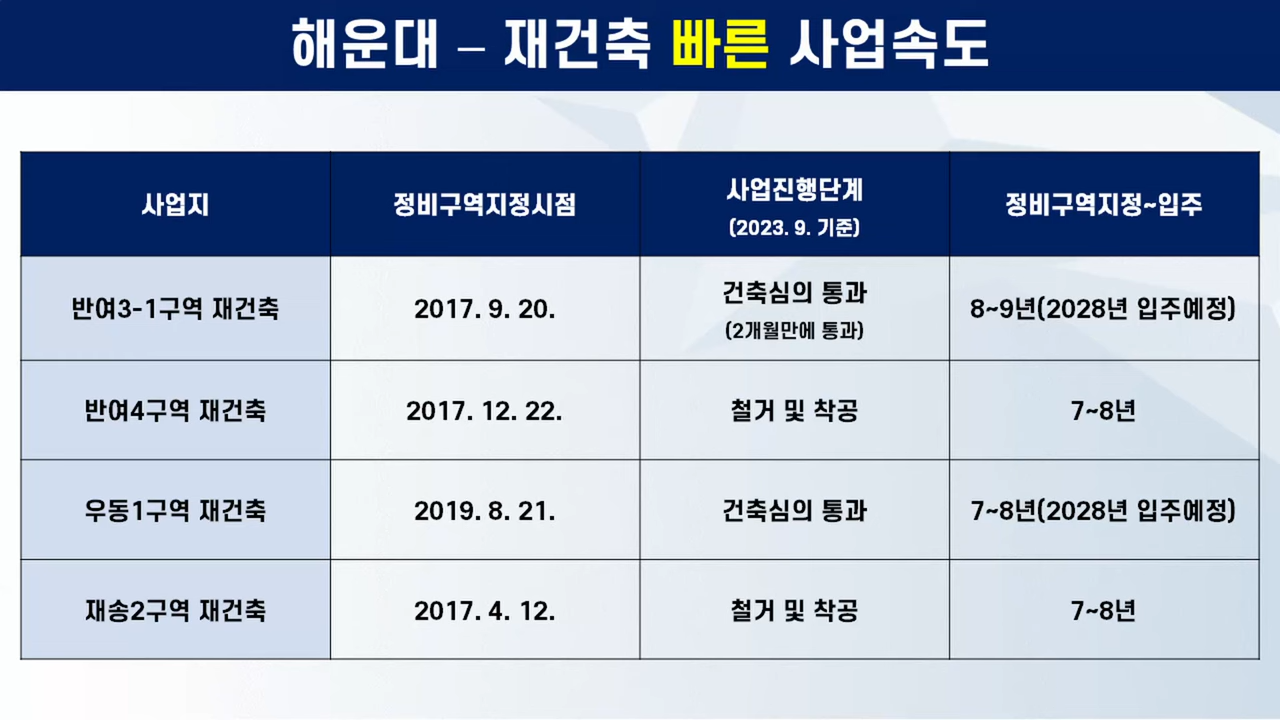 해운대 – 재건축 빠른 사업속도
사업지
정비구역지정시점
사업진행단계
(2023. 9. 기준)
정비구역지정~입주
반여3-1구역 재건축
2017. 9. 20.
건축심의 통과
(2개월만에 통과)
8~9년(2028년 입주예정)
반여4구역 재건축
2017. 12. 22.
철거 및 착공
7~8년
우동1구역 재건축
2019. 8. 21.
건축심의 통과
7~8년(2028년 입주예정)
재송2구역 재건축
2017. 4. 12.
철거 및 착공
7~8년